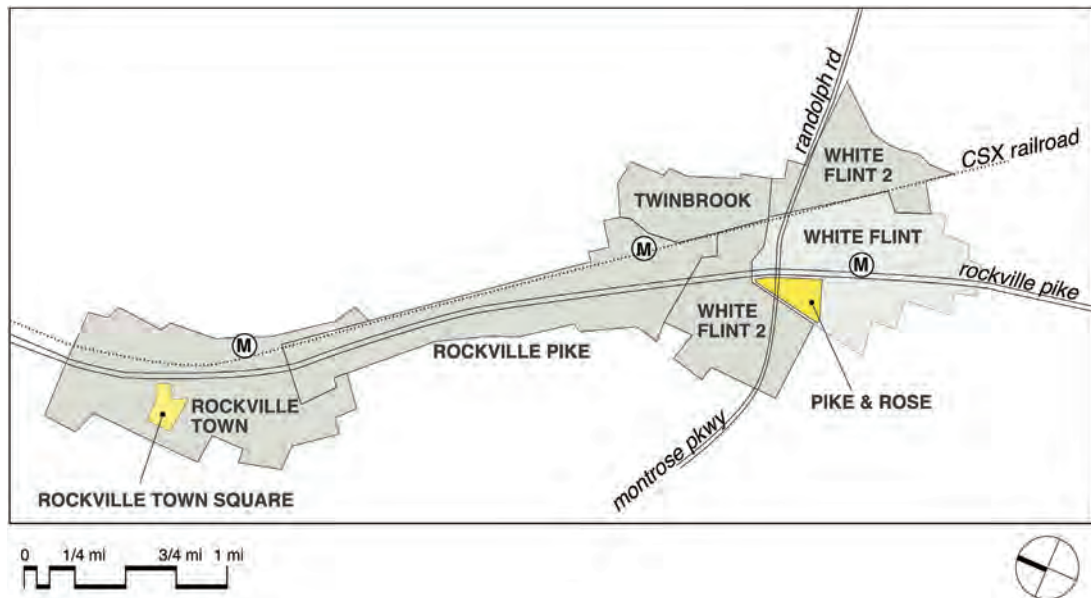 randolph rd
WHITE
FLINT 2
CSX railroad
TWINBROOK
WHITE FLINT
M
M
rockville pike
WHITE
FLINT 2
M
ROCKVILLE PIKE
PIKE & ROSE
ROCKVILLE
TOWN
montrose pkwy
ROCKVILLE TOWN SQUARE
0 1/4 mi 3/4 mi 1 mi